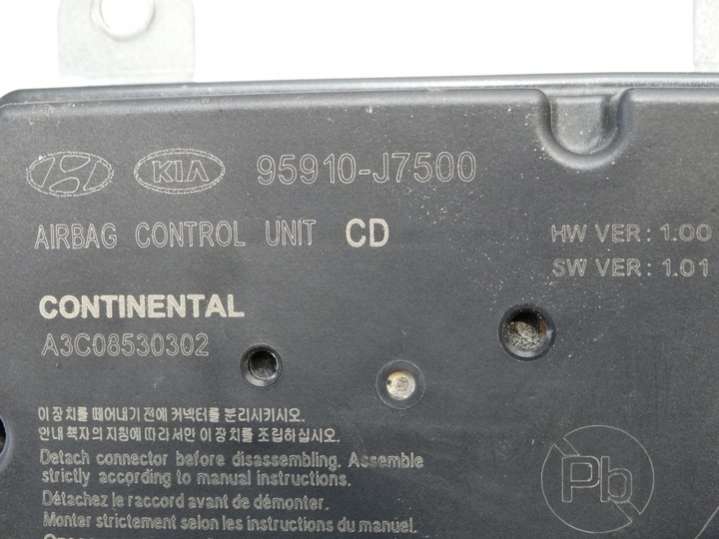 KIA 95910-J7500
AIRBAG CONTROL UNIT CD
HW VER: 1.00
SW VER: 1.01
CONTINENTAL
A3C08530302
이 장치를 떼어내기 전에 커넥터를 분리시키시오.
안내 책자의 지침에 따라서만 이 장치를 조립하십시오.
Detach connector before disassembling. Assemble
strictly according to manual instructions.
Détachez le raccord avant de démonter.
Monter strictement selon les instructions du manuel.
Pb